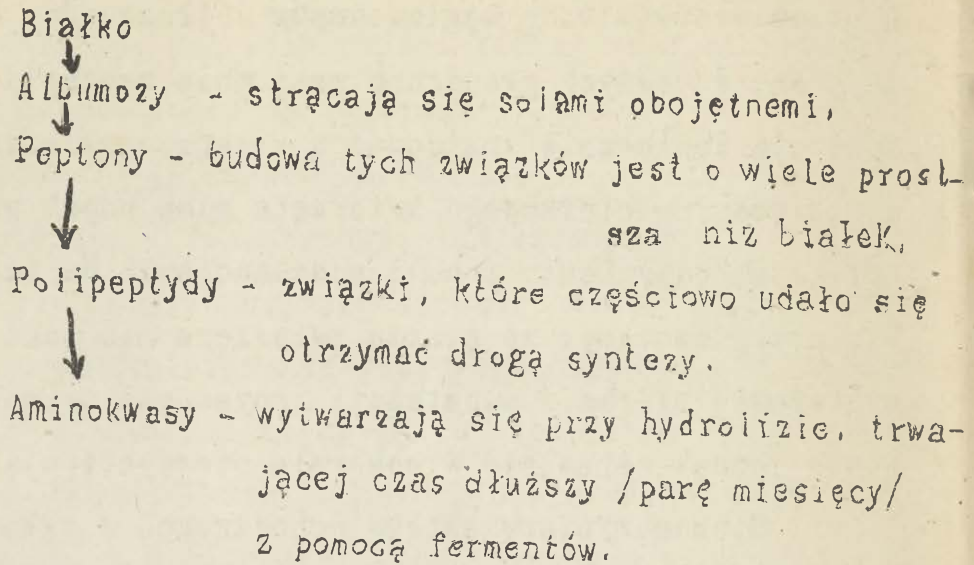 Białko
Albumozy - strącają się solami obojętnemi,
Peptony - budowa tych związków jest o wiele prost-
sza niz białek,
Polipeptydy - związki, które częściowo udało się
otrzymać drogą syntezy.
Aminokwasy - wytwarzają się przy hydrolizie, trwa-
jącej czas dłuższy /parę miesięcy/
z pomocą fermentów.